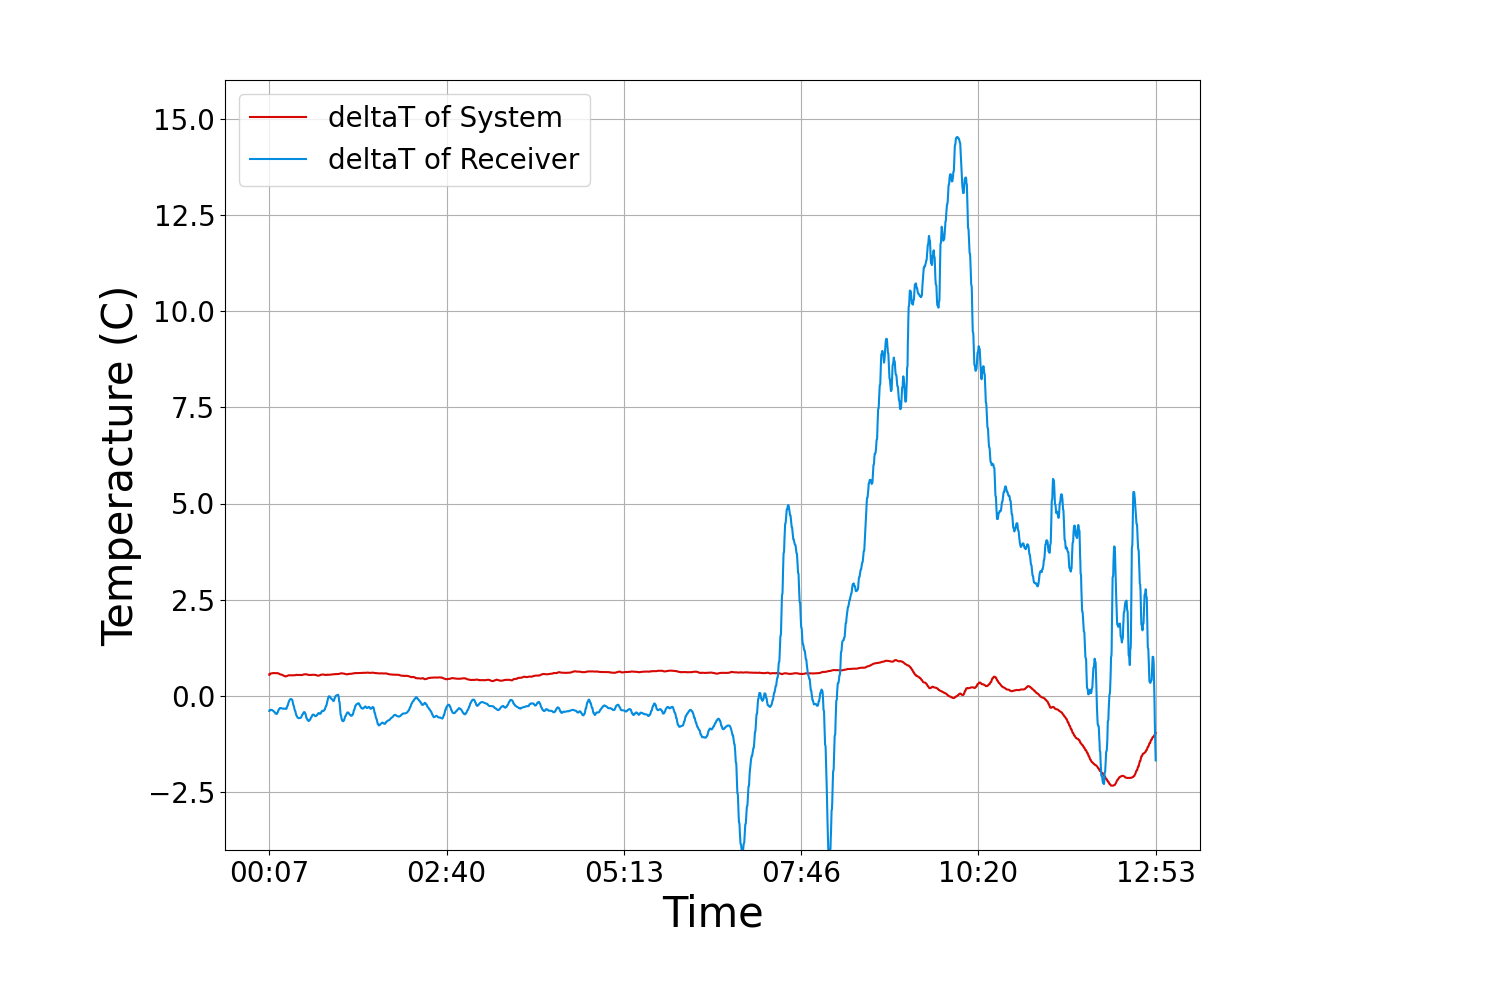 deltaT of System
deltaT of Receiver
15.0
12.5
10.0
7.5
5.0
2.5
0.0
−2.5
Temperacture (C)
00:07 02:40 05:13 07:46 10:20 12:53
Time